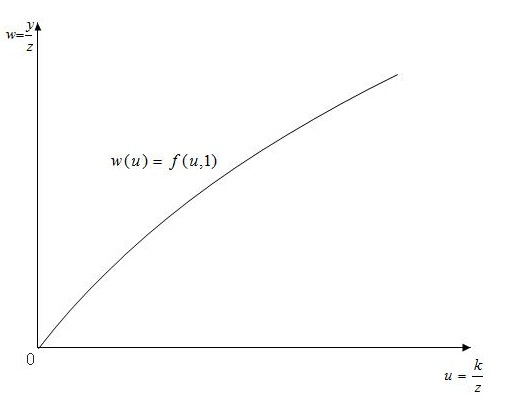 w=y/z
w(u) = f(u,1)
0
u = k/z